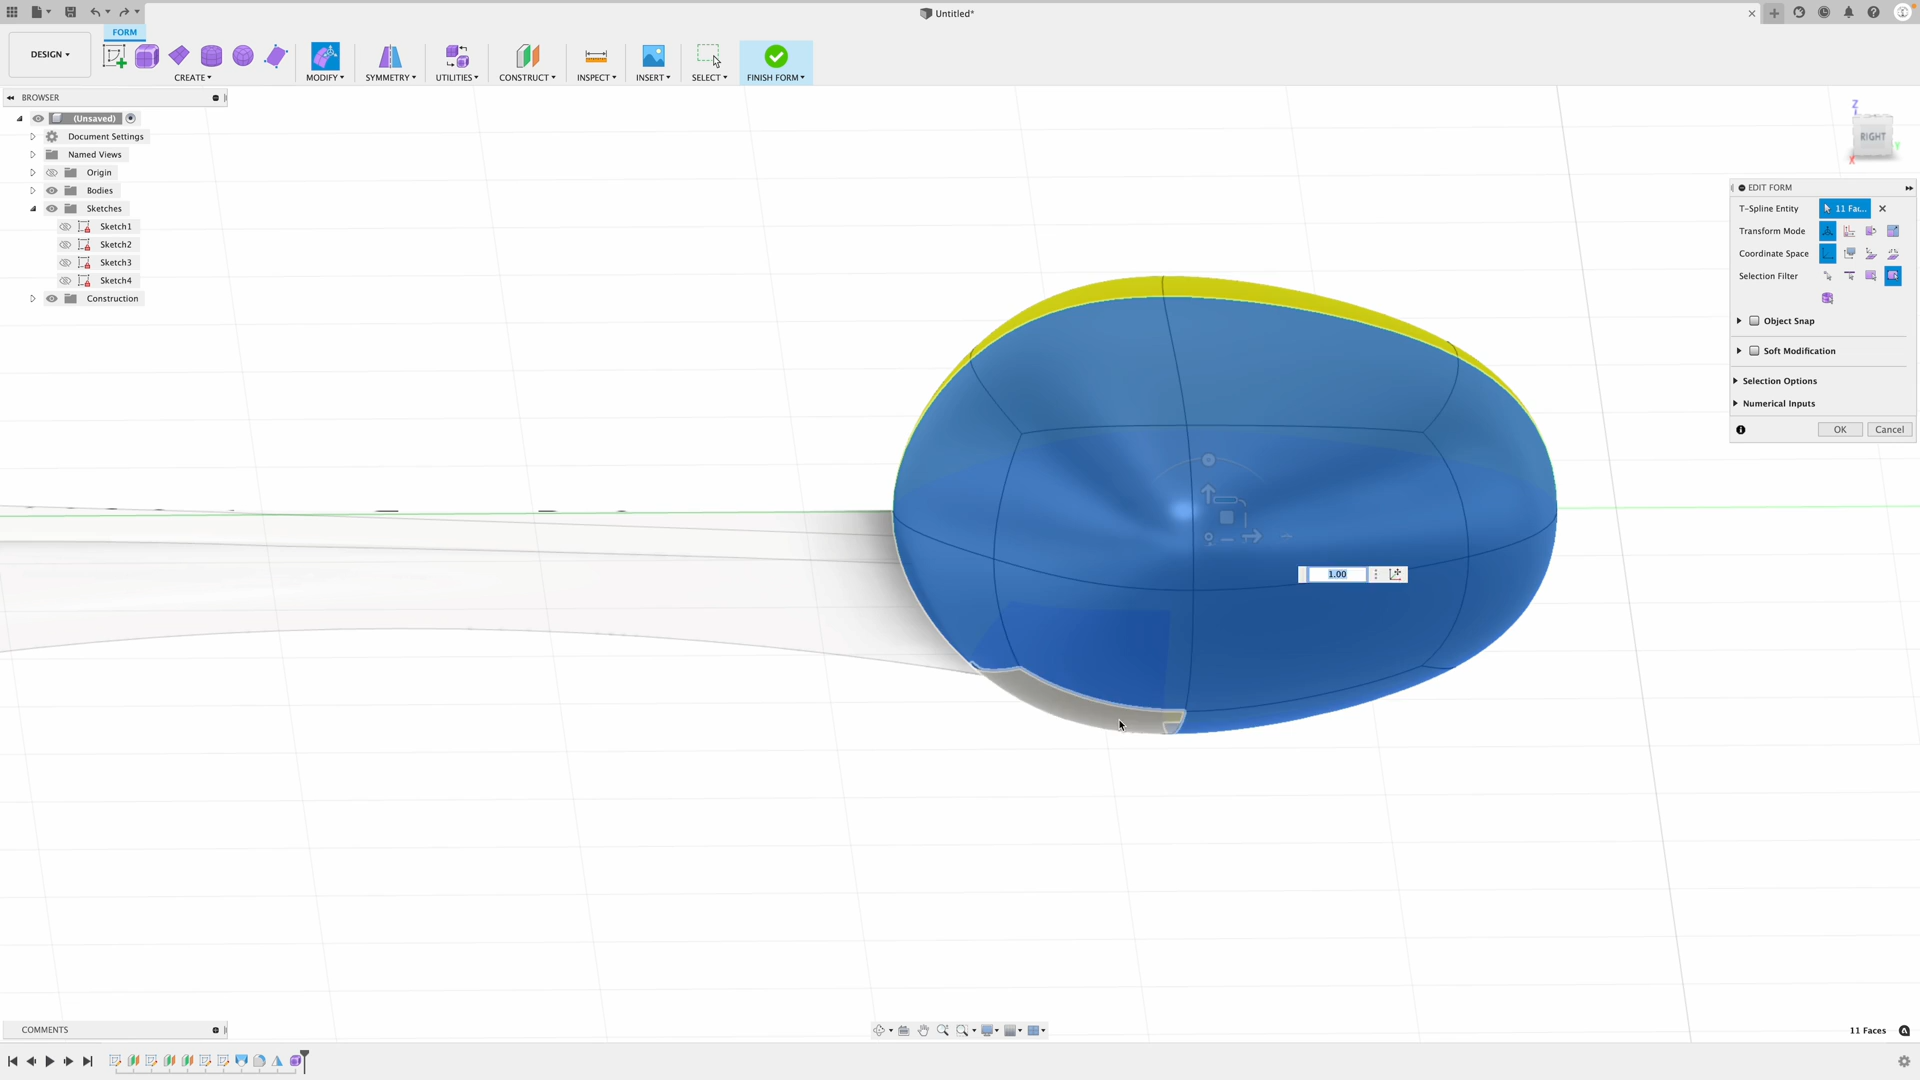 Untitled*
FORM
DESIGN
CREATE
MODIFY
SYMMETRY
UTILITIES
CONSTRUCT
INSPECT
INSERT
SELECT
FINISH FORM
BROWSER
(Unsaved)
Document Settings
Named Views
Origin
Bodies
Sketches
Sketch1
Sketch2
Sketch3
Sketch4
Construction
Z
RIGHT
X
Y
EDIT FORM
T-Spline Entity 11 Fac...
Transform Mode
Coordinate Space
Selection Filter
Object Snap
Soft Modification
Selection Options
Numerical Inputs
OK Cancel
1.00
COMMENTS
11 Faces